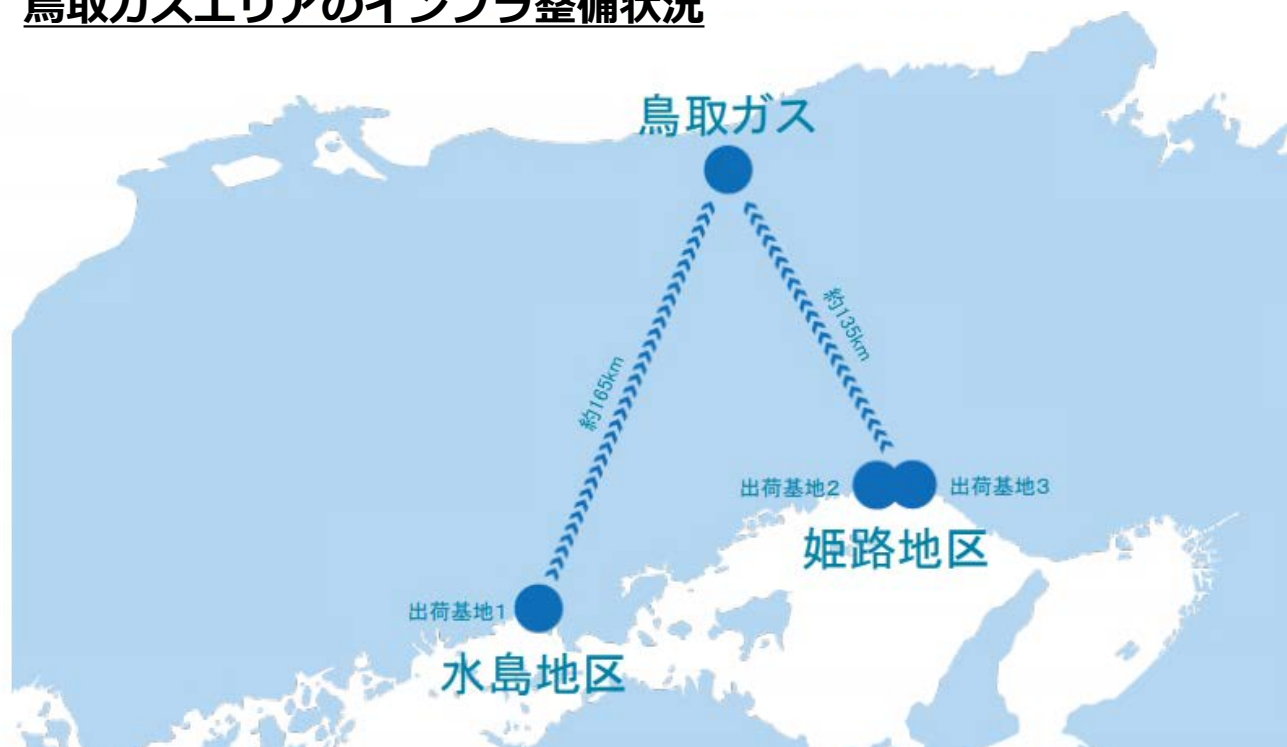 鳥取ガスエリアのインフラ整備状況
鳥取ガス
約165km
約135km
出荷基地2
出荷基地3
姫路地区
出荷基地1
水島地区